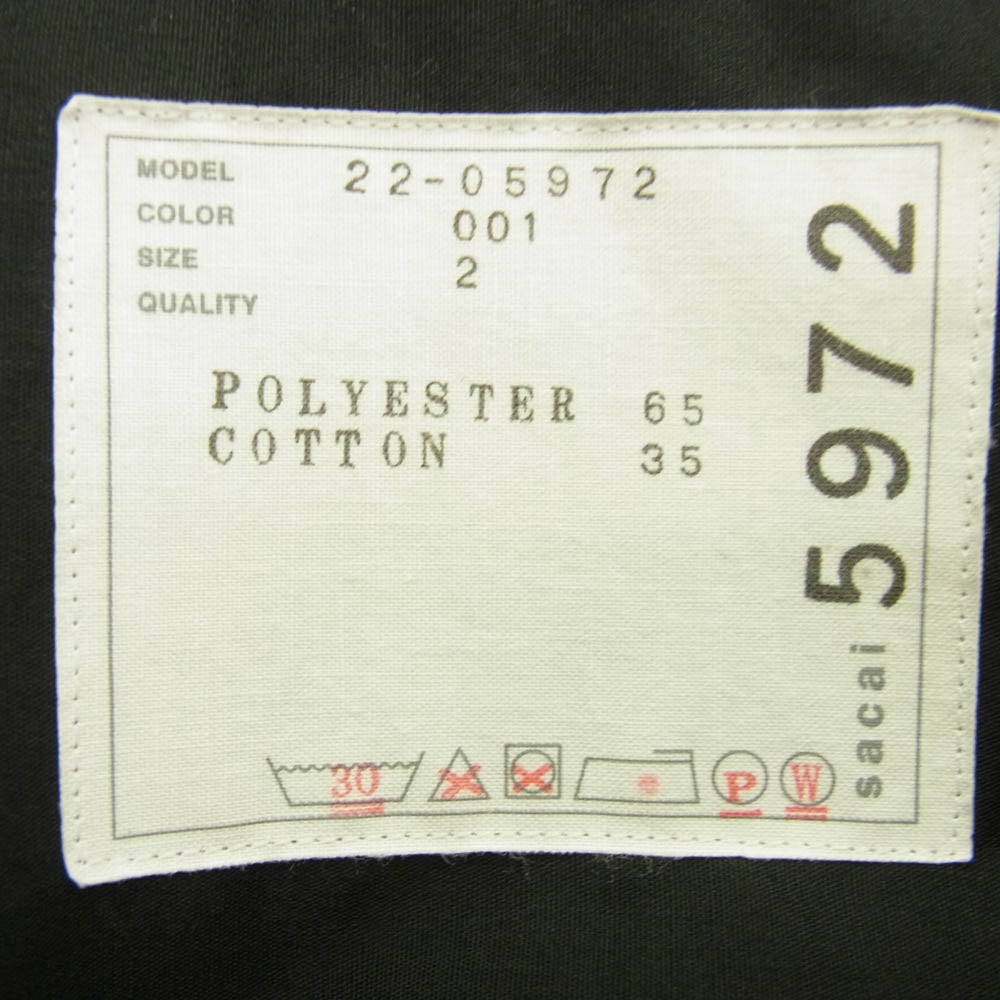 MODEL 22-05972
COLOR 001
SIZE 2
QUALITY
POLYESTER 65
COTTON 35
30
P
W
sacai 5972